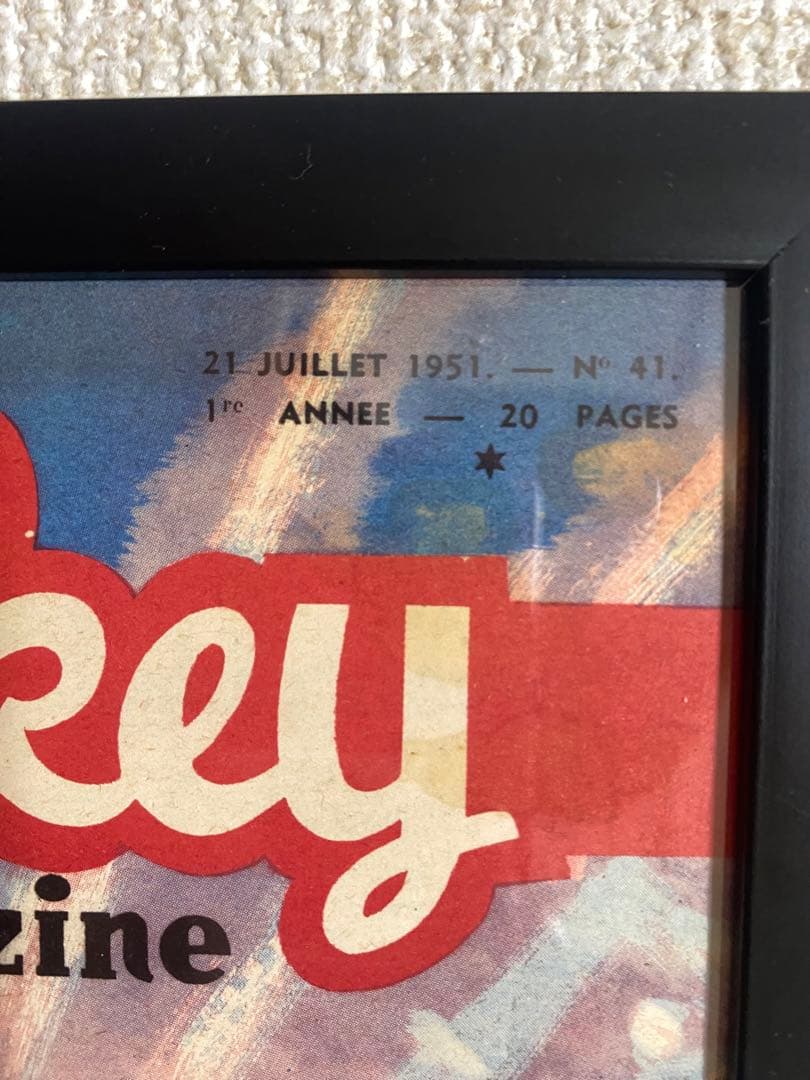 21 JUILLET 1951. — Nº 41.
1re ANNEE — 20 PAGES
key
zine